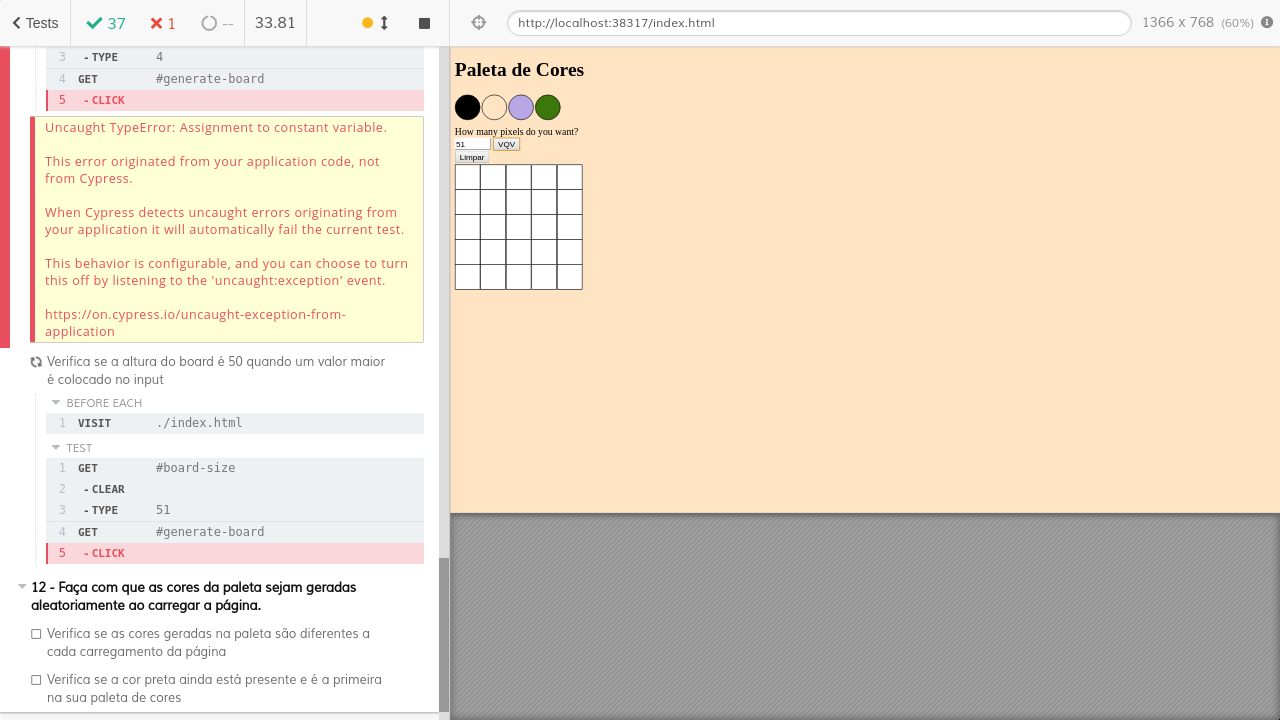 Tests 37 1 -- 33.81
http://localhost:38317/index.html 1366 x 768 (60%)
3 - TYPE 4
4 GET #generate-board
5 - CLICK
Uncaught TypeError: Assignment to constant variable.
This error originated from your application code, not
from Cypress.
When Cypress detects uncaught errors originating from
your application it will automatically fail the current test.
This behavior is configurable, and you can choose to turn
this off by listening to the 'uncaught:exception' event.
https://on.cypress.io/uncaught-exception-from-
application
Verifica se a altura do board é 50 quando um valor maior
é colocado no input
BEFORE EACH
1 VISIT ./index.html
TEST
1 GET #board-size
2 - CLEAR
3 - TYPE 51
4 GET #generate-board
5 - CLICK
12 - Faça com que as cores da paleta sejam geradas
aleatoriamente ao carregar a página.
Verifica se as cores geradas na paleta são diferentes a
cada carregamento da página
Verifica se a cor preta ainda está presente e é a primeira
na sua paleta de cores
Paleta de Cores
How many pixels do you want?
51 VQV
Limpar